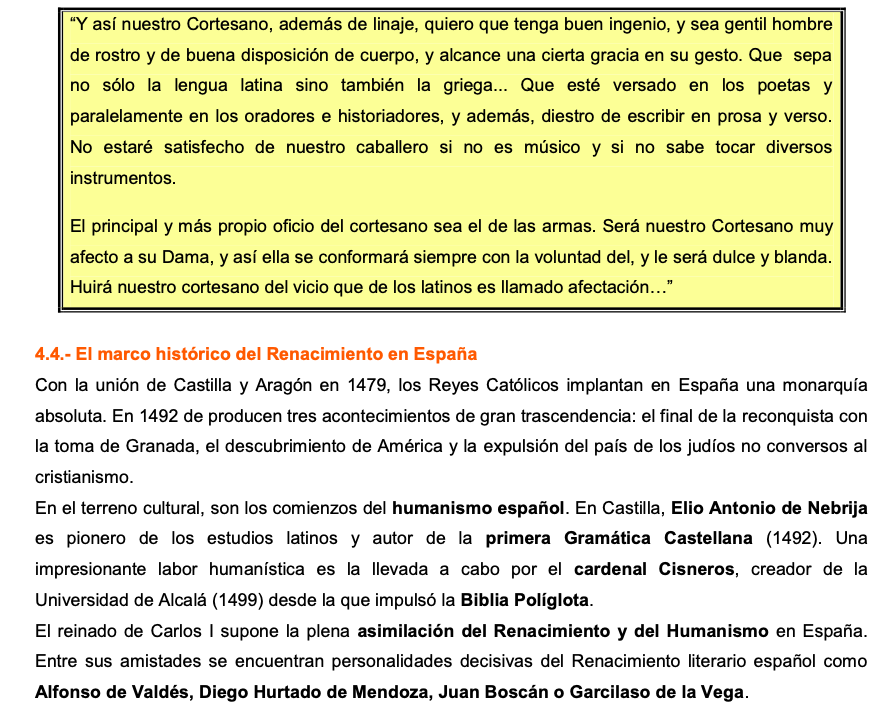 “Y así nuestro Cortesano, además de linaje, quiero que tenga buen ingenio, y sea gentil hombre
de rostro y de buena disposición de cuerpo, y alcance una cierta gracia en su gesto. Que sepa
no sólo la lengua latina sino también la griega... Que esté versado en los poetas y
paralelamente en los oradores e historiadores, y además, diestro de escribir en prosa y verso.
No estaré satisfecho de nuestro caballero si no es músico y si no sabe tocar diversos
instrumentos.
El principal y más propio oficio del cortesano sea el de las armas. Será nuestro Cortesano muy
afecto a su Dama, y así ella se conformará siempre con la voluntad del, y le será dulce y blanda.
Huirá nuestro cortesano del vicio que de los latinos es llamado afectación…”
4.4.- El marco histórico del Renacimiento en España
Con la unión de Castilla y Aragón en 1479, los Reyes Católicos implantan en España una monarquía
absoluta. En 1492 de producen tres acontecimientos de gran trascendencia: el final de la reconquista con
la toma de Granada, el descubrimiento de América y la expulsión del país de los judíos no conversos al
cristianismo.
En el terreno cultural, son los comienzos del humanismo español. En Castilla, Elio Antonio de Nebrija
es pionero de los estudios latinos y autor de la primera Gramática Castellana (1492). Una
impresionante labor humanística es la llevada a cabo por el cardenal Cisneros, creador de la
Universidad de Alcalá (1499) desde la que impulsó la Biblia Políglota.
El reinado de Carlos I supone la plena asimilación del Renacimiento y del Humanismo en España.
Entre sus amistades se encuentran personalidades decisivas del Renacimiento literario español como
Alfonso de Valdés, Diego Hurtado de Mendoza, Juan Boscán o Garcilaso de la Vega.